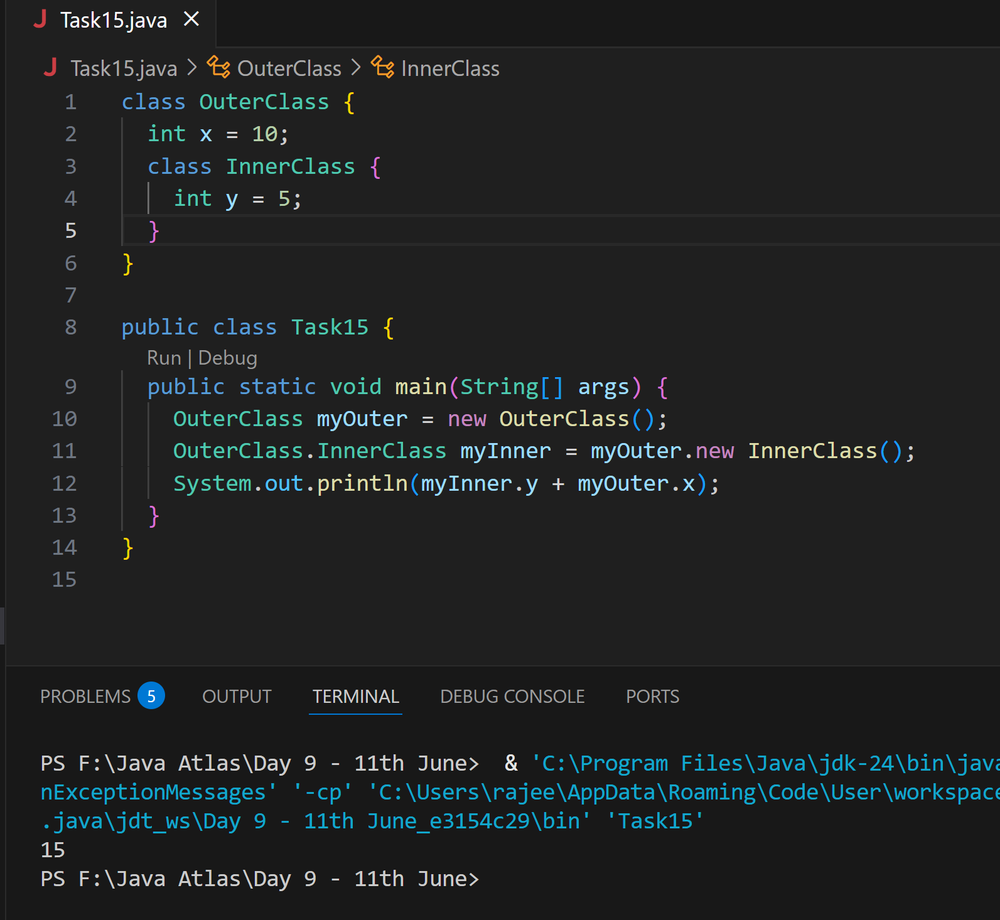 J Task15.java ×
J Task15.java > OuterClass > InnerClass
1 class OuterClass {
2   int x = 10;
3   class InnerClass {
4     int y = 5;
5   }
6 }
7
8 public class Task15 {
Run | Debug
9   public static void main(String[] args) {
10     OuterClass myOuter = new OuterClass();
11     OuterClass.InnerClass myInner = myOuter.new InnerClass();
12     System.out.println(myInner.y + myOuter.x);
13   }
14 }
15
PROBLEMS 5 OUTPUT TERMINAL DEBUG CONSOLE PORTS
PS F:\Java Atlas\Day 9 - 11th June>  & 'C:\Program Files\Java\jdk-24\bin\java
nExceptionMessages' '-cp' 'C:\Users\rajee\AppData\Roaming\Code\User\workspace
.java\jdt_ws\Day 9 - 11th June_e3154c29\bin' 'Task15'
15
PS F:\Java Atlas\Day 9 - 11th June>